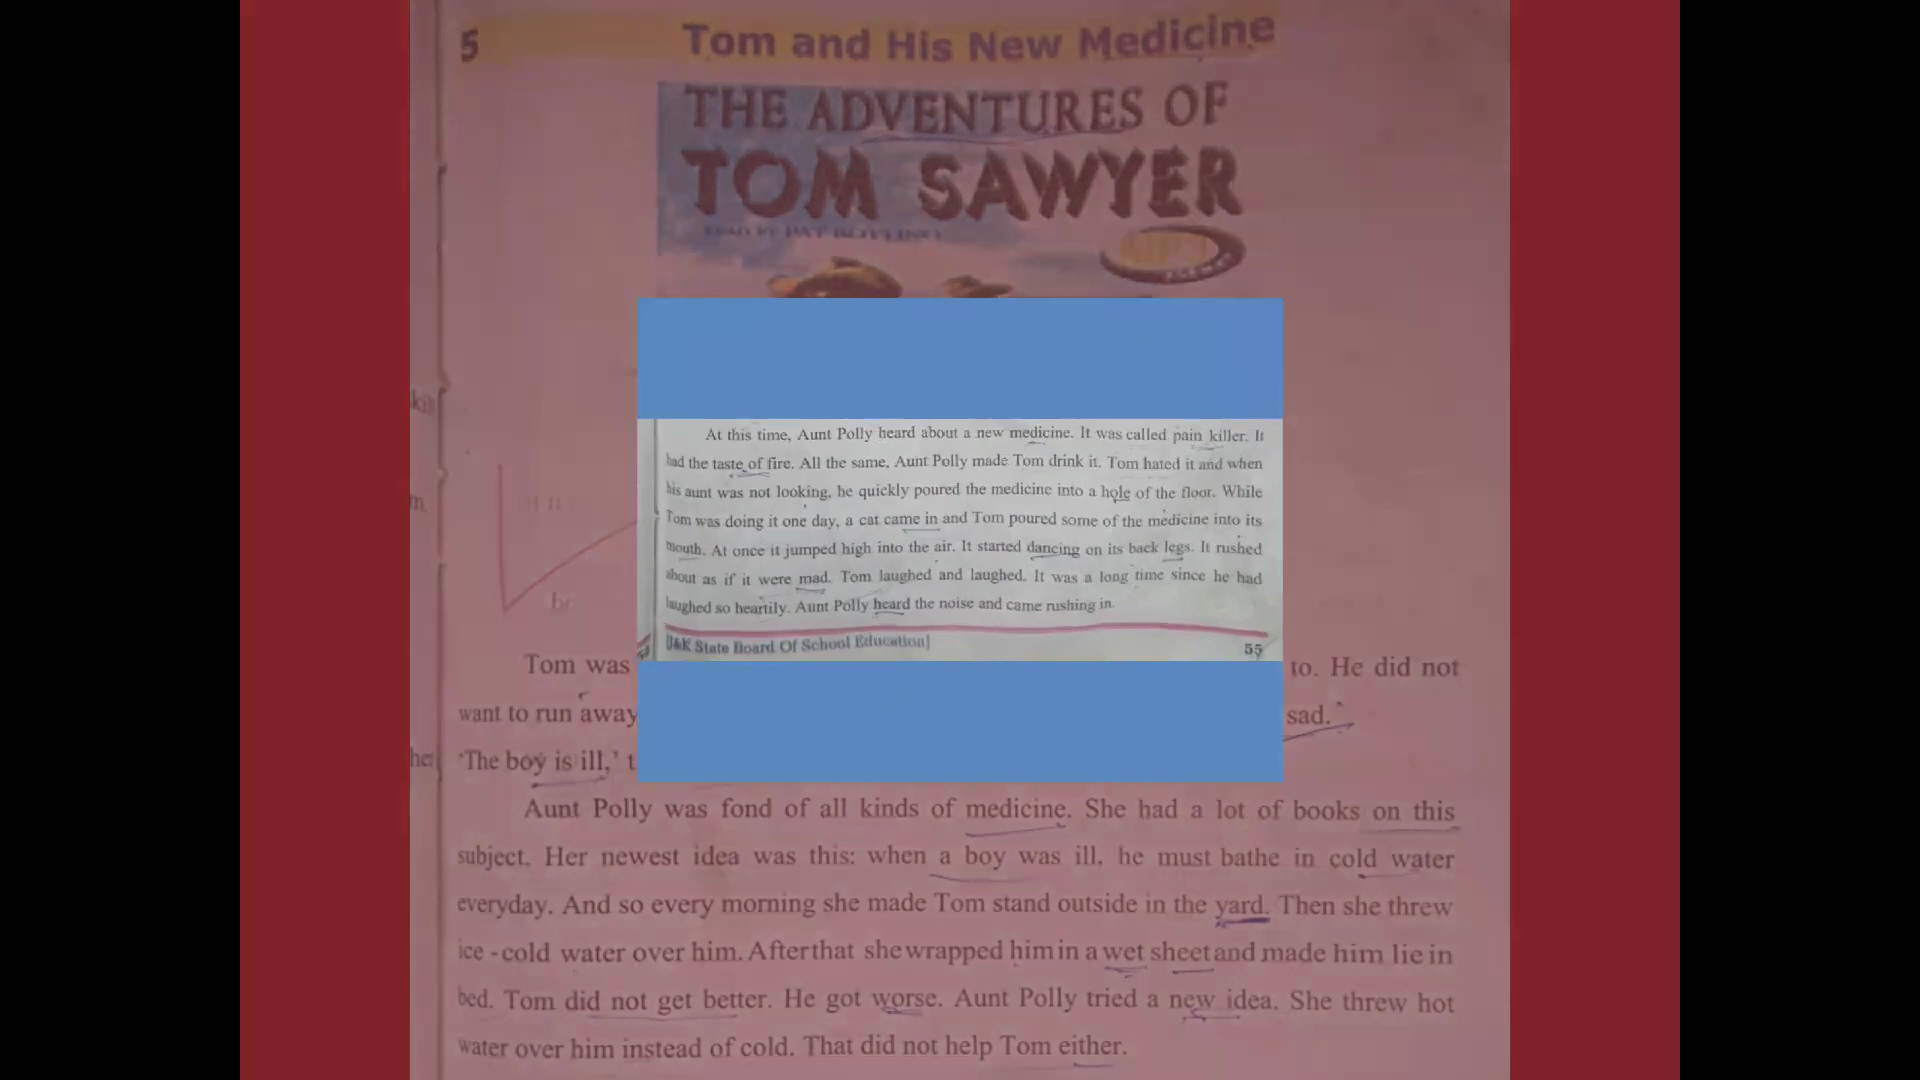 5 Tom and His New Medicine
THE ADVENTURES OF
TOM SAWYER
READ BY PAT BOTTINO
kill
m.
her
be
At this time, Aunt Polly heard about a new medicine. It was called pain killer. It
had the taste of fire. All the same, Aunt Polly made Tom drink it. Tom hated it and when
his aunt was not looking, he quickly poured the medicine into a hole of the floor. While
Tom was doing it one day, a cat came in and Tom poured some of the medicine into its
mouth. At once it jumped high into the air. It started dancing on its back legs. It rushed
about as if it were mad. Tom laughed and laughed. It was a long time since he had
laughed so heartily. Aunt Polly heard the noise and came rushing in.
[J&K State Board Of School Education] 55
Tom was to. He did not
want to run away sad.
'The boy is ill,' t
Aunt Polly was fond of all kinds of medicine. She had a lot of books on this
subject. Her newest idea was this: when a boy was ill, he must bathe in cold water
everyday. And so every morning she made Tom stand outside in the yard. Then she threw
ice - cold water over him. After that she wrapped him in a wet sheet and made him lie in
bed. Tom did not get better. He got worse. Aunt Polly tried a new idea. She threw hot
water over him instead of cold. That did not help Tom either.